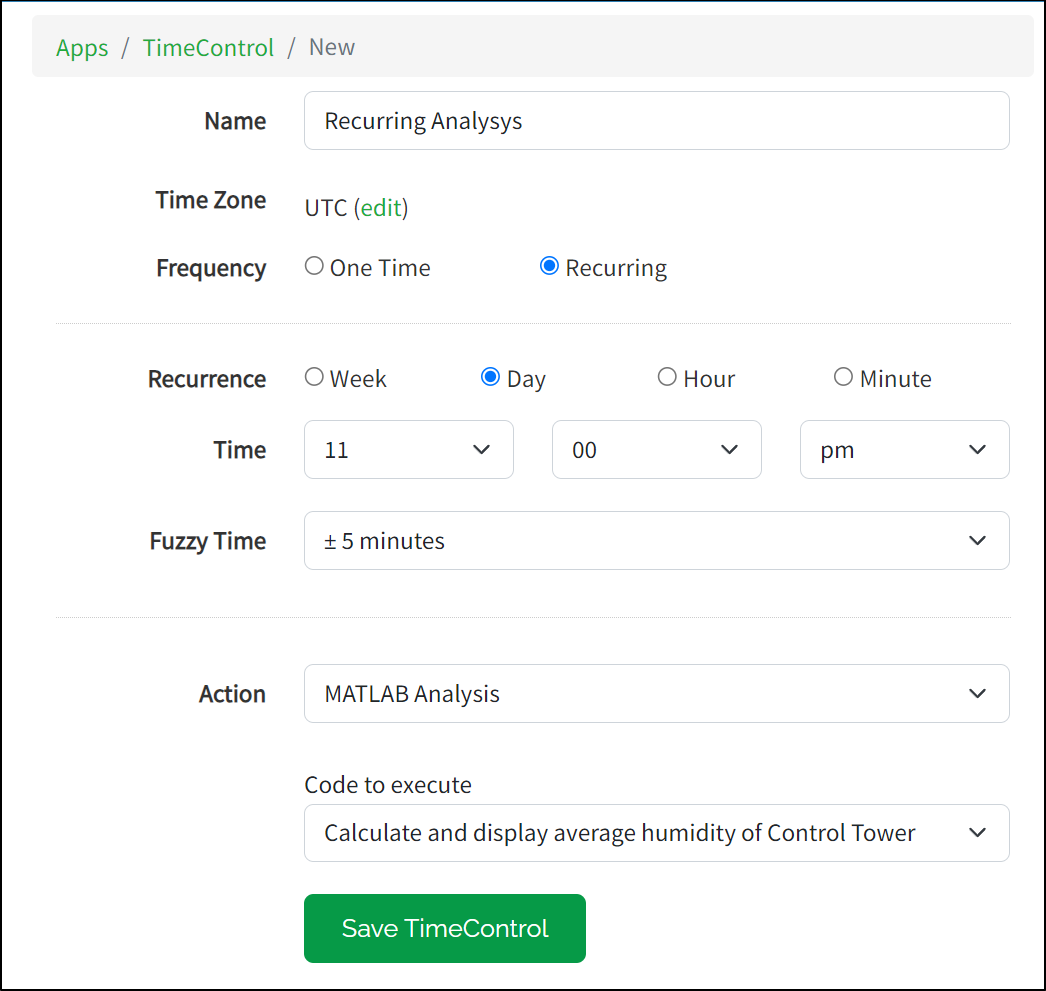 Apps / TimeControl / New
Name Recurring Analysys
Time Zone UTC (edit)
Frequency One Time Recurring
Recurrence Week Day Hour Minute
Time 11 00 pm
Fuzzy Time ± 5 minutes
Action MATLAB Analysis
Code to execute
Calculate and display average humidity of Control Tower
Save TimeControl